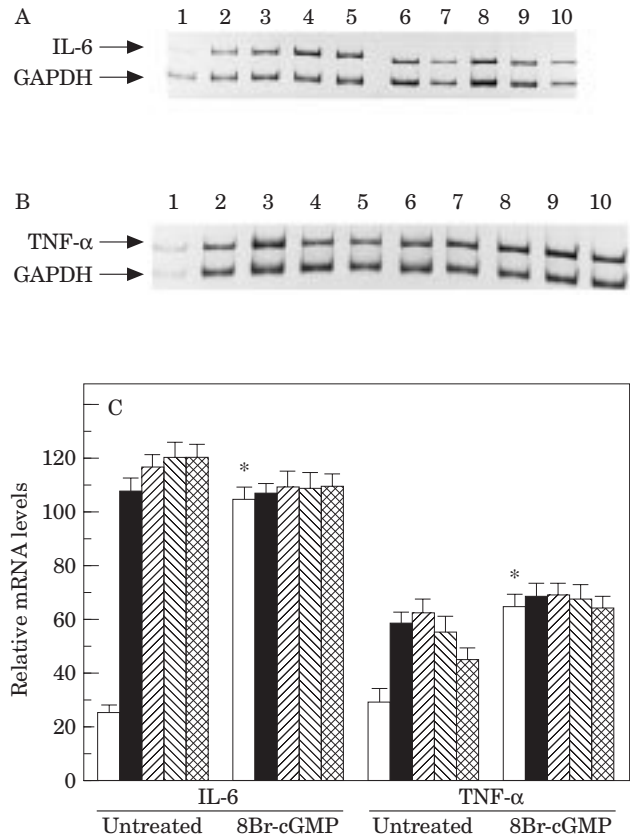 A 1 2 3 4 5 6 7 8 9 10
IL-6
GAPDH
B 1 2 3 4 5 6 7 8 9 10
TNF-α
GAPDH
C
120
100
80
60
40
20
0
Relative mRNA levels
*
*
IL-6 TNF-α
Untreated 8Br-cGMP Untreated 8Br-cGMP